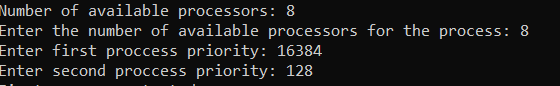 Number of available processors: 8
Enter the number of available processors for the process: 8
Enter first proccess priority: 16384
Enter second proccess priority: 128